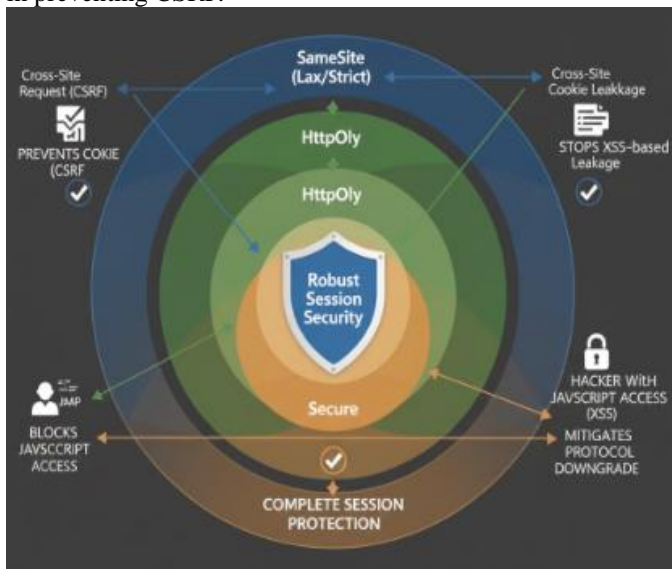 in preventing CSRF.
SameSite
(Lax/Strict)
Cross-Site
Request (CSRF)
PREVENTS COKIE
(CSRF
Cross-Site
Cookie Leakkage
STOPS XSS-based
Leakage
HttpOly
HttpOly
Robust
Session
Security
Secure
JMP
BLOCKS
JAVSCCRIPT
ACCESS
HACKER WitH
JAVSCRIPT ACCESS
(XSS)
MITIGATES
PROTOCOL
DOWNGRADE
COMPLETE SESSION
PROTECTION